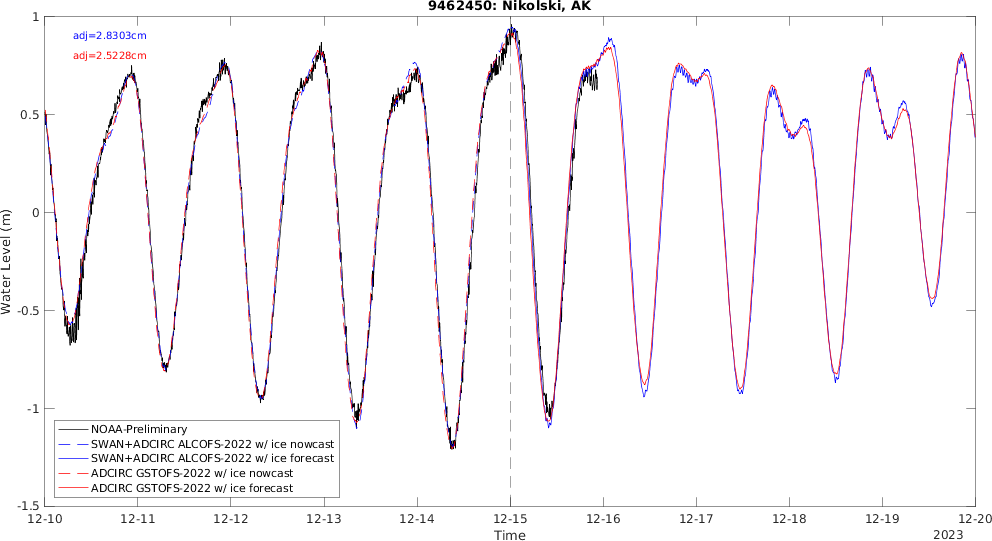 9462450: Nikolski, AK
adj=2.8303cm
adj=2.5228cm
Water Level (m)
1
0.5
0
-0.5
-1
-1.5
NOAA-Preliminary
SWAN+ADCIRC ALCOFS-2022 w/ ice nowcast
SWAN+ADCIRC ALCOFS-2022 w/ ice forecast
ADCIRC GSTOFS-2022 w/ ice nowcast
ADCIRC GSTOFS-2022 w/ ice forecast
12-10 12-11 12-12 12-13 12-14 12-15 12-16 12-17 12-18 12-19 12-20
Time
2023